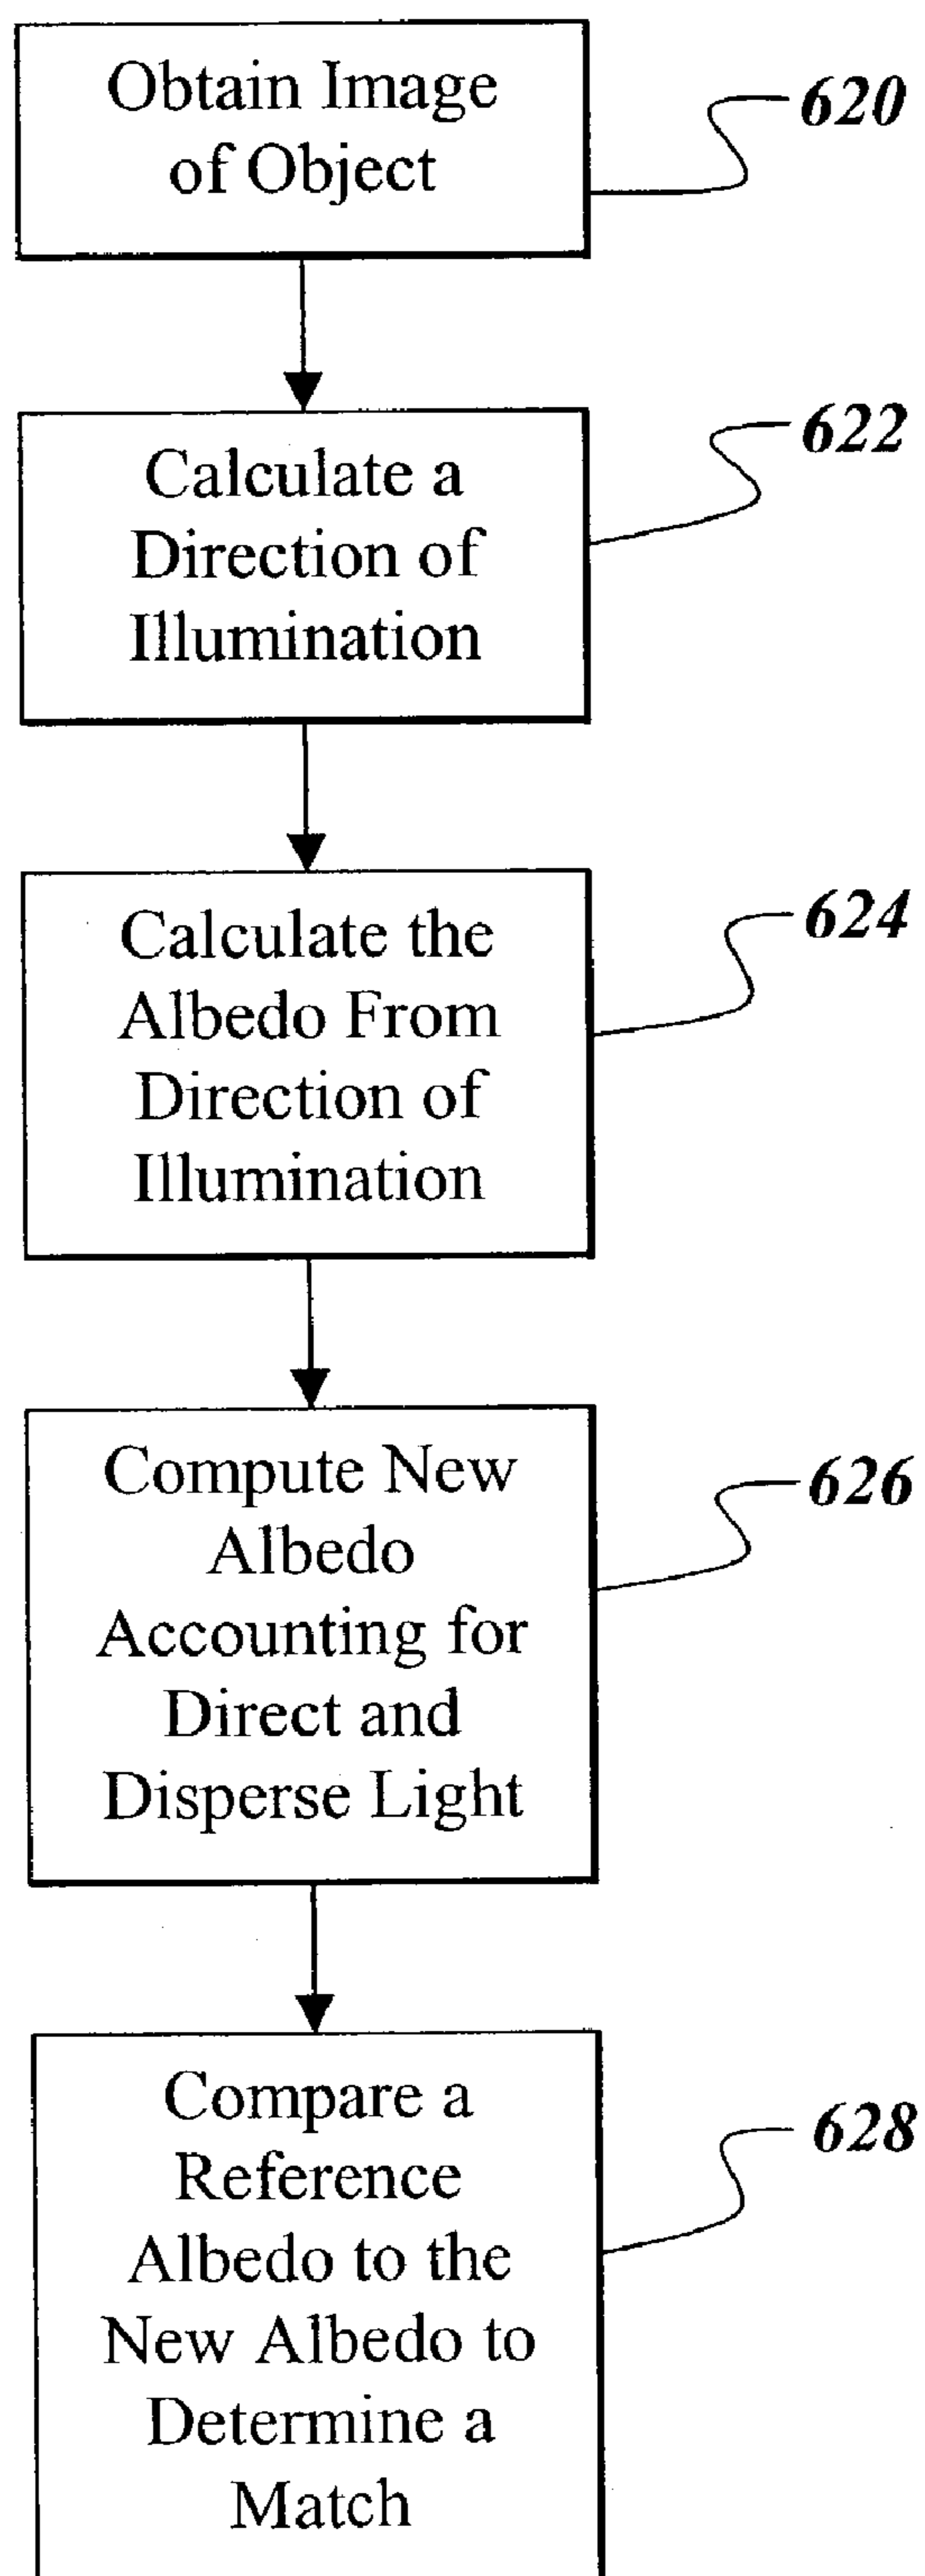 Obtain Image
of Object
620
Calculate a
Direction of
Illumination
622
Calculate the
Albedo From
Direction of
Illumination
624
Compute New
Albedo
Accounting for
Direct and
Disperse Light
626
Compare a
Reference
Albedo to the
New Albedo to
Determine a
Match
628